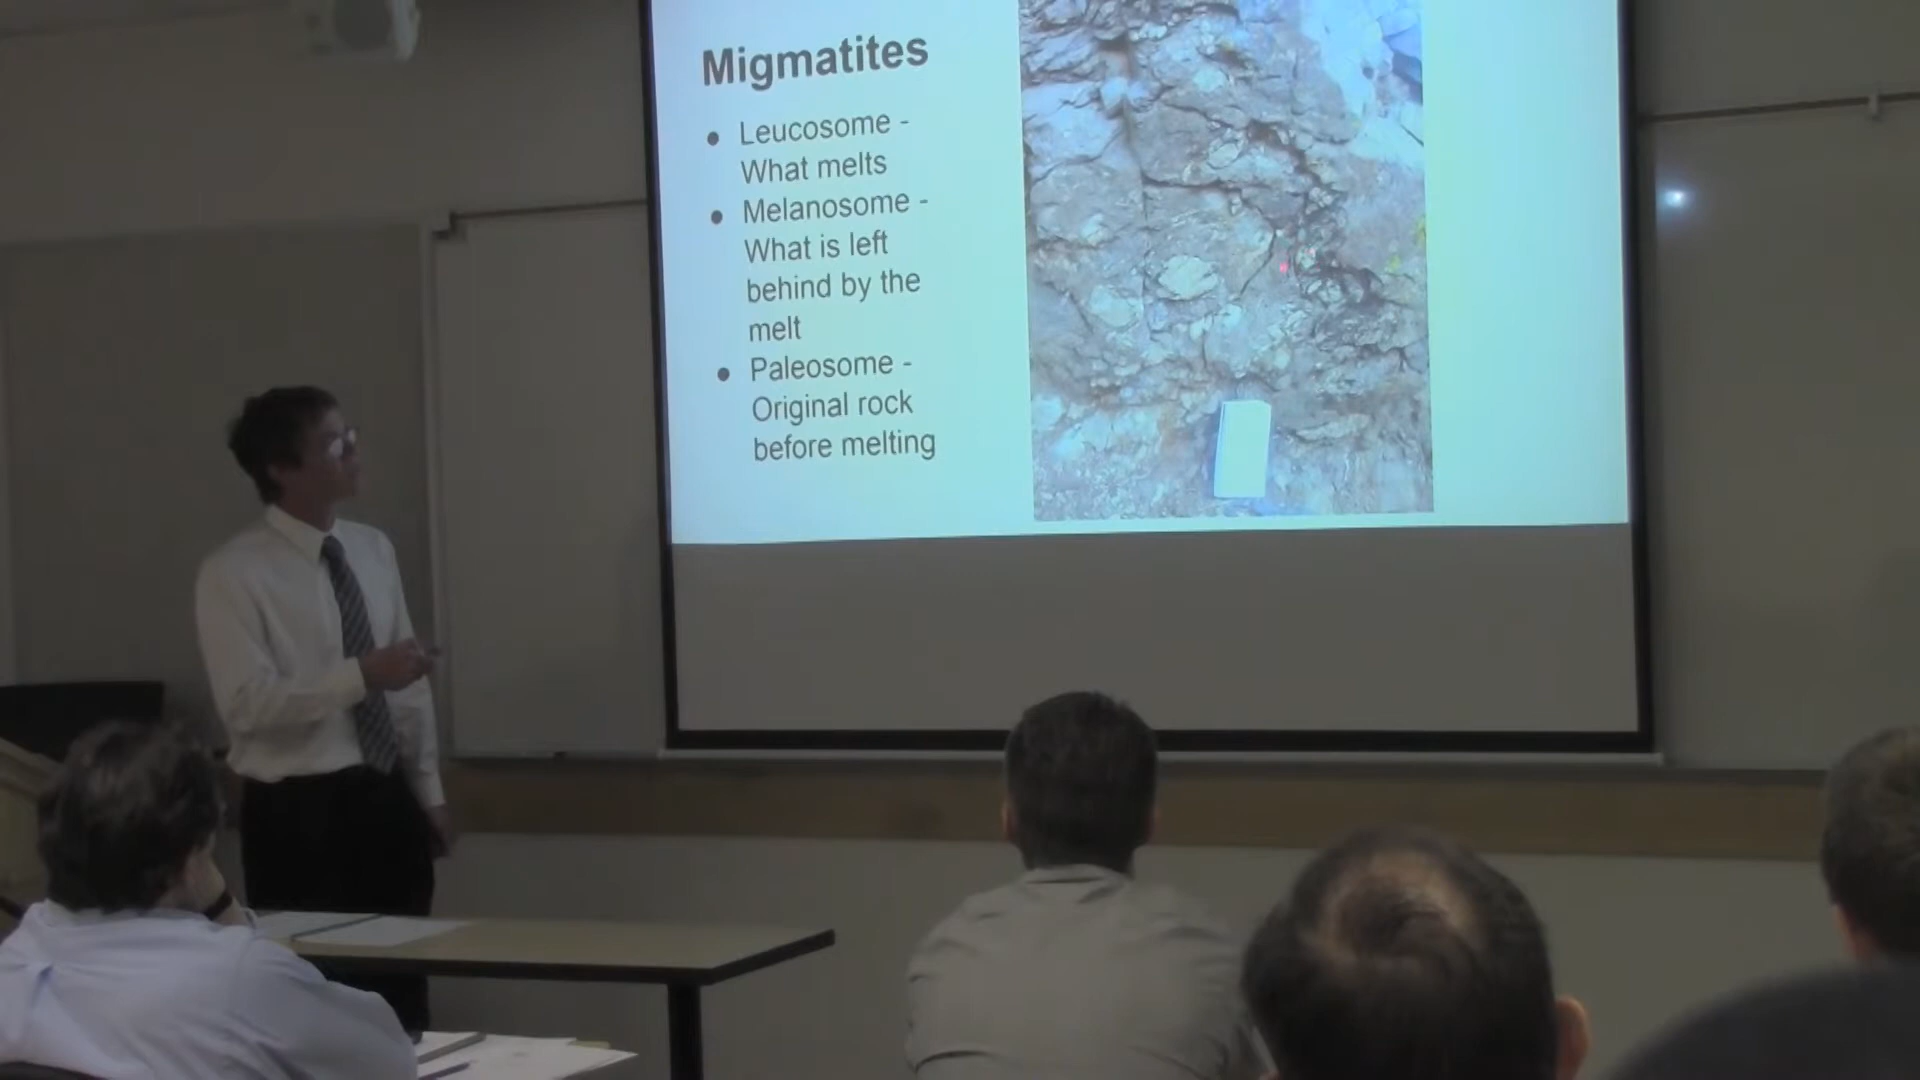 Migmatites
● Leucosome -
What melts
● Melanosome -
What is left
behind by the
melt
● Paleosome -
Original rock
before melting